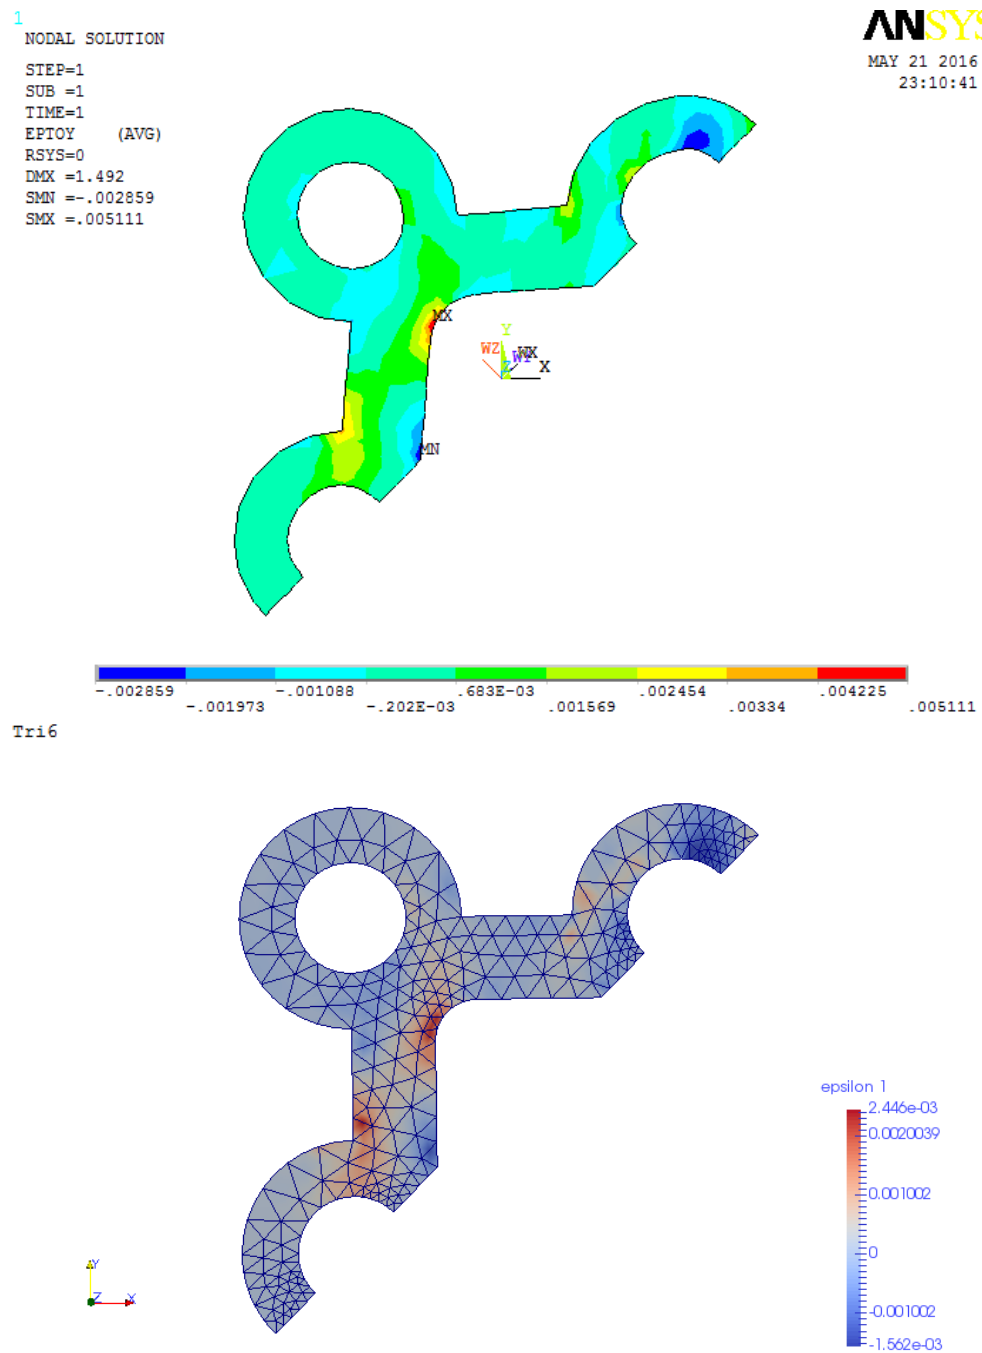 1
NODAL SOLUTION
STEP=1
SUB =1
TIME=1
EPTOY (AVG)
RSYS=0
DMX =1.492
SMN =-.002859
SMX =.005111
ANSYS
MAY 21 2016
23:10:41
MX
Y
WZ
WX
Z
X
MN
-.002859
-.001088
.683E-03
.002454
.004225
-.001973
-.202E-03
.001569
.00334
.005111
Tri6
epsilon 1
2.446e-03
0.0020039
0.001002
0
-0.001002
-1.562e-03
Y
Z
X